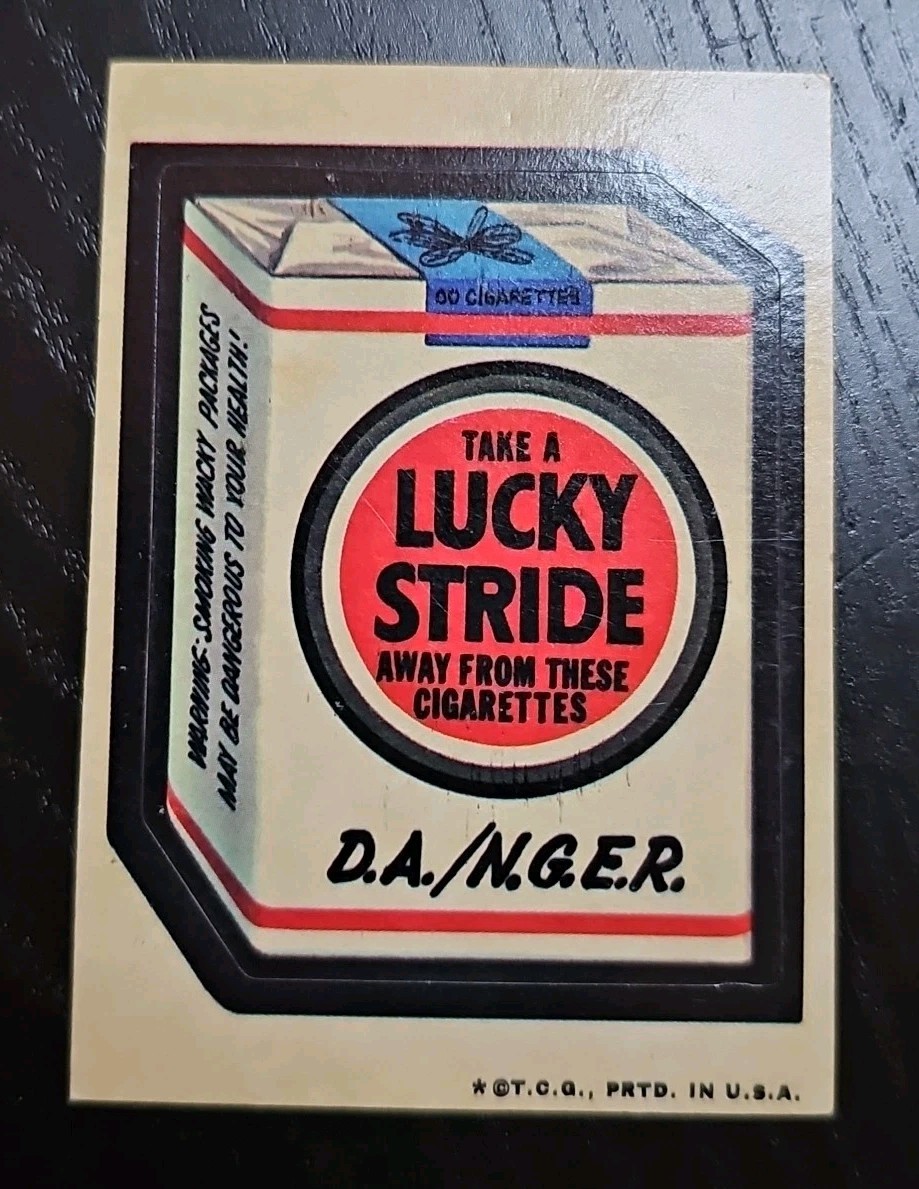 OO CIGARETTES
WARNING: SMOKING WACKY PACKAGES
MAY BE DANGEROUS TO YOUR HEALTH!
TAKE A
LUCKY
STRIDE
AWAY FROM THESE
CIGARETTES
D.A./N.G.E.R.
*©T.C.G., PRTD. IN U.S.A.